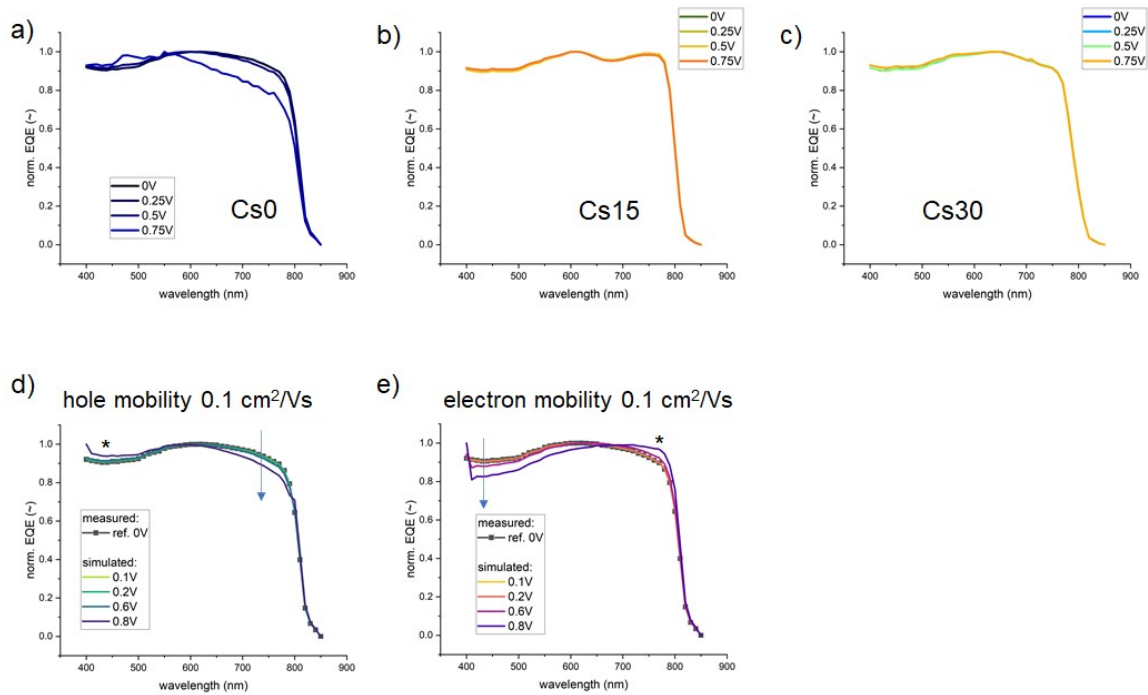 a)
norm. EQE (~)
1.0
0.8
0.6
0.4
0.2
0.0
0V
0.25V
0.5V
0.75V
Cs0
400 500 600 700 800 900
wavelength (nm)
b)
norm. EQE (~)
1.0
0.8
0.6
0.4
0.2
0.0
0V
0.25V
0.5V
0.75V
Cs15
400 500 600 700 800 900
wavelength (nm)
c)
norm. EQE (~)
1.0
0.8
0.6
0.4
0.2
0.0
0V
0.25V
0.5V
0.75V
Cs30
400 500 600 700 800 900
wavelength (nm)
d)
hole mobility 0.1 cm²/Vs
norm. EQE (~)
1.0
0.8
0.6
0.4
0.2
0.0
*
measured:
ref. 0V
simulated:
0.1V
0.2V
0.6V
0.8V
400 500 600 700 800 900
wavelength (nm)
e)
electron mobility 0.1 cm²/Vs
norm. EQE (~)
1.0
0.8
0.6
0.4
0.2
0.0
*
measured:
ref. 0V
simulated:
0.1V
0.2V
0.6V
0.8V
400 500 600 700 800 900
wavelength (nm)